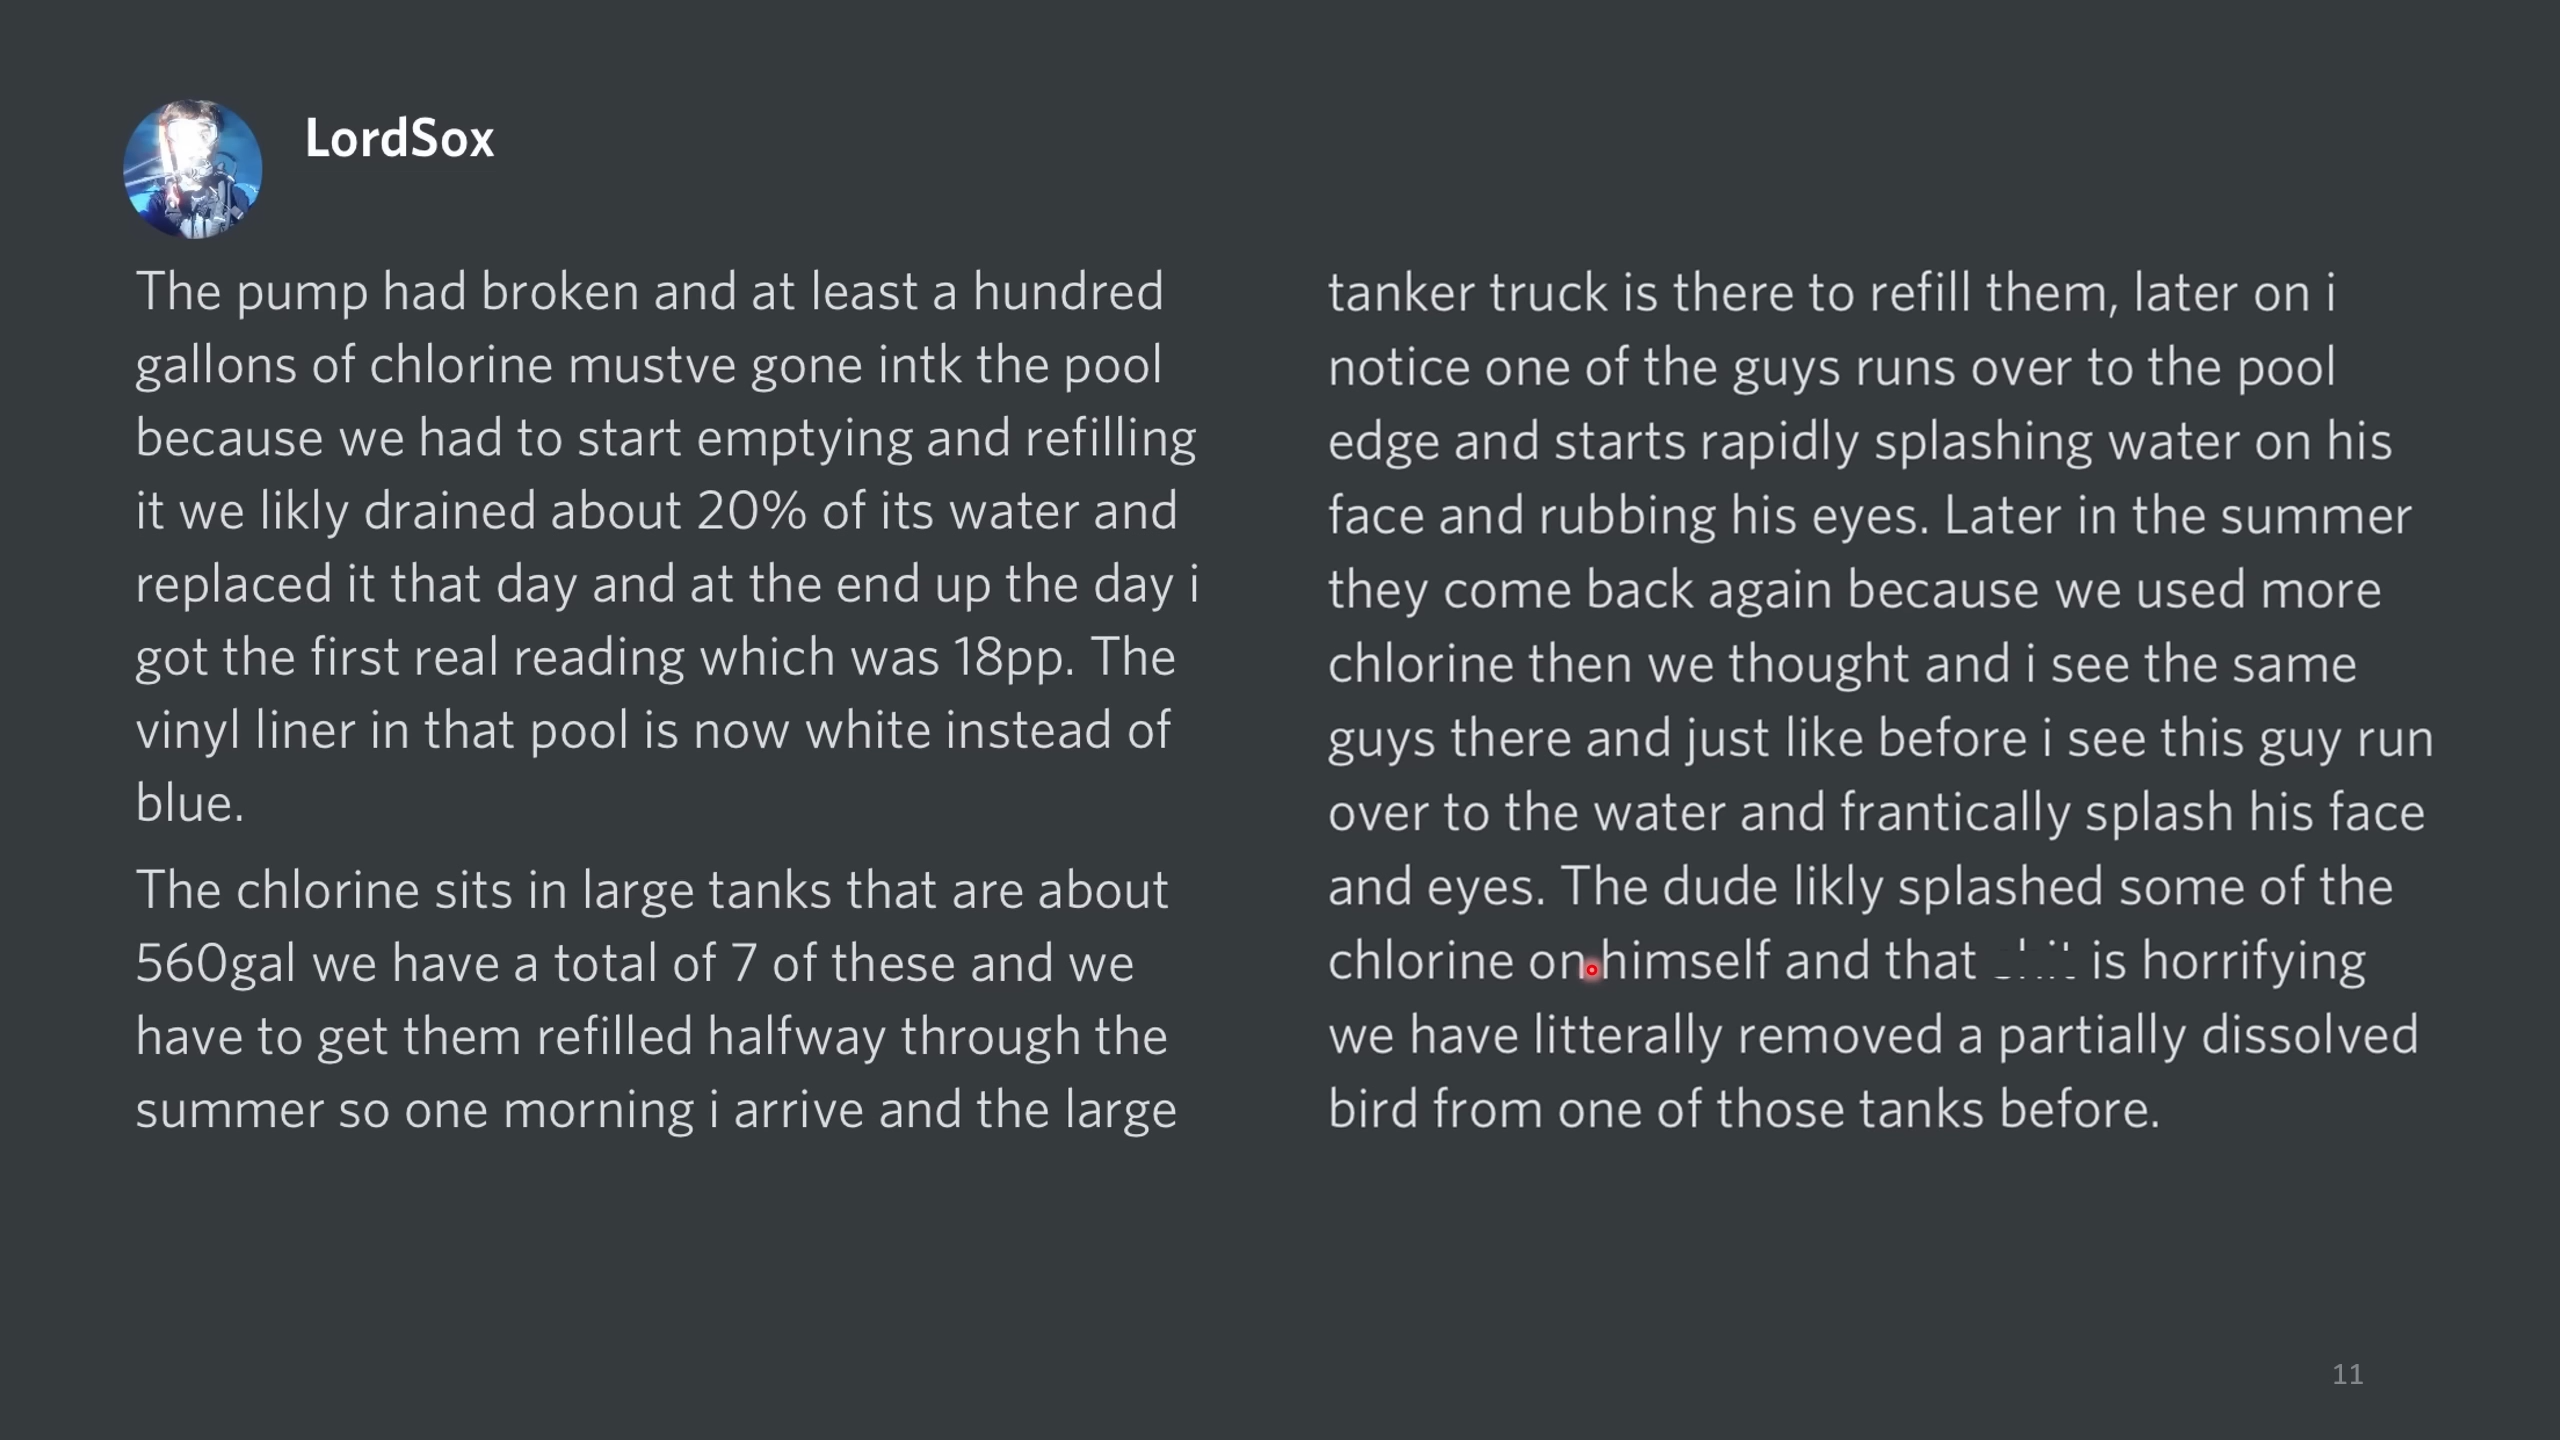 LordSox
The pump had broken and at least a hundred
gallons of chlorine mustve gone intk the pool
because we had to start emptying and refilling
it we likly drained about 20% of its water and
replaced it that day and at the end up the day i
got the first real reading which was 18pp. The
vinyl liner in that pool is now white instead of
blue.
The chlorine sits in large tanks that are about
560gal we have a total of 7 of these and we
have to get them refilled halfway through the
summer so one morning i arrive and the large
tanker truck is there to refill them, later on i
notice one of the guys runs over to the pool
edge and starts rapidly splashing water on his
face and rubbing his eyes. Later in the summer
they come back again because we used more
chlorine then we thought and i see the same
guys there and just like before i see this guy run
over to the water and frantically splash his face
and eyes. The dude likly splashed some of the
chlorine on himself and that is horrifying
we have litterally removed a partially dissolved
bird from one of those tanks before.
11